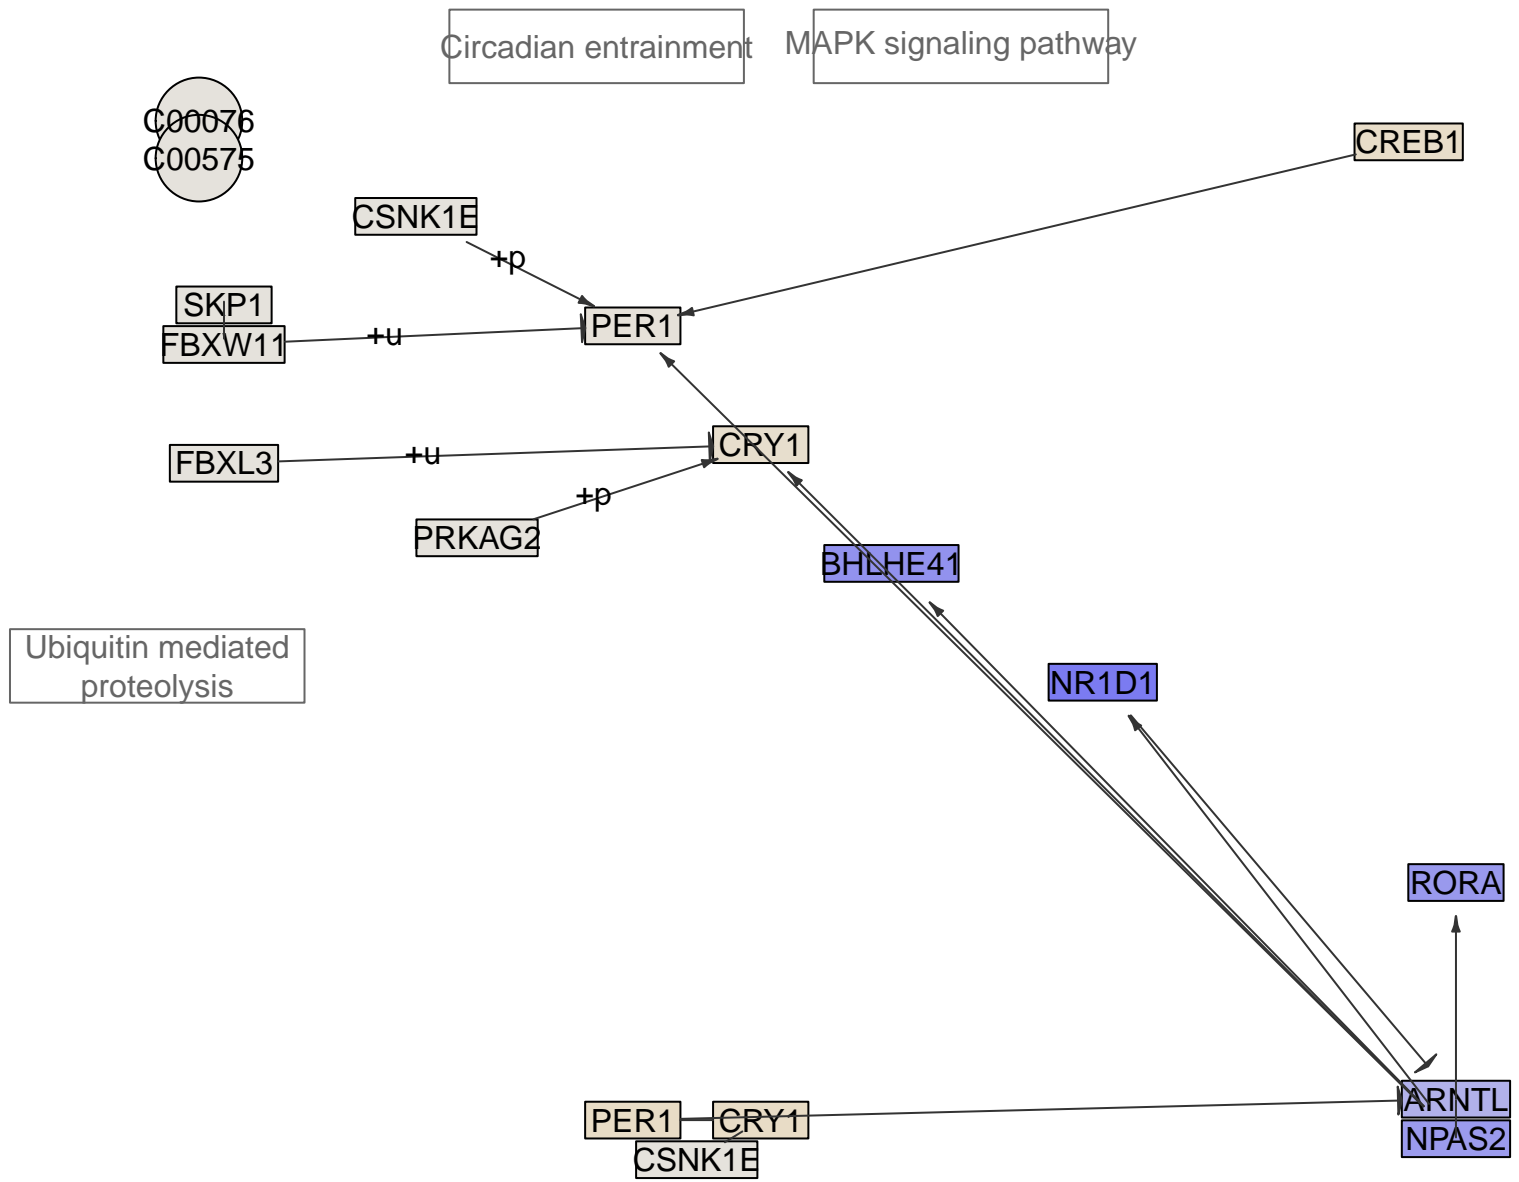 Circadian entrainment
MAPK signaling pathway
C00076
C00575
CREB1
CSNK1E
+p
SKP1
FBXW11
+u
PER1
FBXL3
+u
CRY1
+p
PRKAG2
BHLHE41
Ubiquitin mediated
proteolysis
NR1D1
RORA
ARNTL
NPAS2
PER1
CRY1
CSNK1E